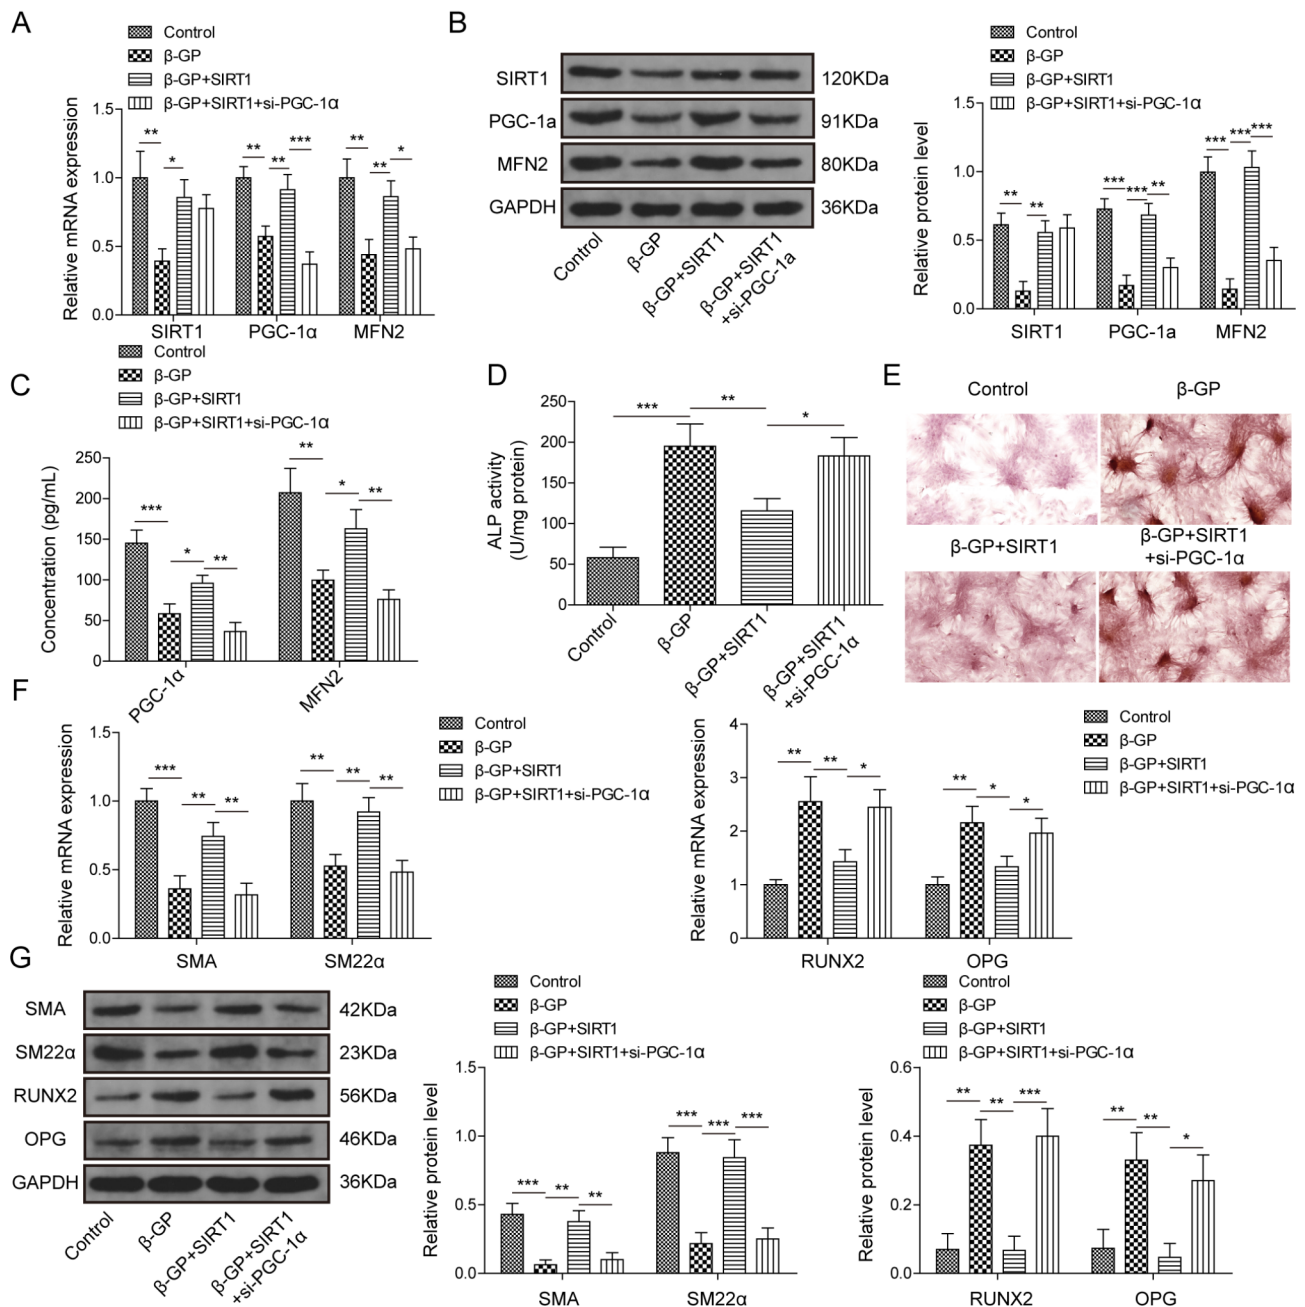 A
Control
β-GP
β-GP+SIRT1
β-GP+SIRT1+si-PGC-1α
Relative mRNA expression
1.5
1.0
0.5
0.0
** * ** ** *** ** ** *
SIRT1 PGC-1α MFN2
B
SIRT1 120KDa
PGC-1a 91KDa
MFN2 80KDa
GAPDH 36KDa
Control
β-GP
β-GP+SIRT1
β-GP+SIRT1
+si-PGC-1a
Control
β-GP
β-GP+SIRT1
β-GP+SIRT1+si-PGC-1α
Relative protein level
1.5
1.0
0.5
0.0
** ** *** *** ** *** *** ***
SIRT1 PGC-1a MFN2
C
Control
β-GP
β-GP+SIRT1
β-GP+SIRT1+si-PGC-1α
Concentration (pg/mL)
250
200
150
100
50
0
*** * ** ** * **
PGC-1α
MFN2
D
ALP activity
(U/mg protein)
250
200
150
100
50
0
*** ** *
Control
β-GP
β-GP+SIRT1
β-GP+SIRT1
+si-PGC-1α
E
Control β-GP
β-GP+SIRT1
β-GP+SIRT1
+si-PGC-1α
F
Relative mRNA expression
1.5
1.0
0.5
0.0
*** ** ** ** ** **
SMA SM22α
Control
β-GP
β-GP+SIRT1
β-GP+SIRT1+si-PGC-1α
Relative mRNA expression
4
3
2
1
0
** ** * ** * *
RUNX2 OPG
Control
β-GP
β-GP+SIRT1
β-GP+SIRT1+si-PGC-1α
G
SMA 42KDa
SM22α 23KDa
RUNX2 56KDa
OPG 46KDa
GAPDH 36KDa
Control
β-GP
β-GP+SIRT1
β-GP+SIRT1
+si-PGC-1α
Control
β-GP
β-GP+SIRT1
β-GP+SIRT1+si-PGC-1α
Relative protein level
1.5
1.0
0.5
0.0
*** ** ** *** *** ***
SMA SM22α
Control
β-GP
β-GP+SIRT1
β-GP+SIRT1+si-PGC-1α
Relative protein level
0.6
0.4
0.2
0.0
** ** *** ** ** *
RUNX2 OPG